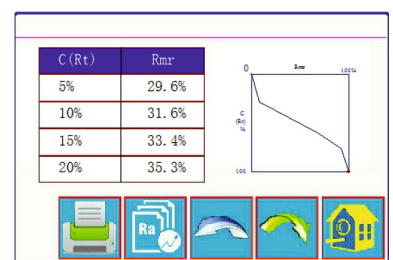 C(Rt) Rmr
5% 29.6%
10% 31.6%
15% 33.4%
20% 35.3%
0 Rmr 100%
C
(Rt)
%
100
Ra